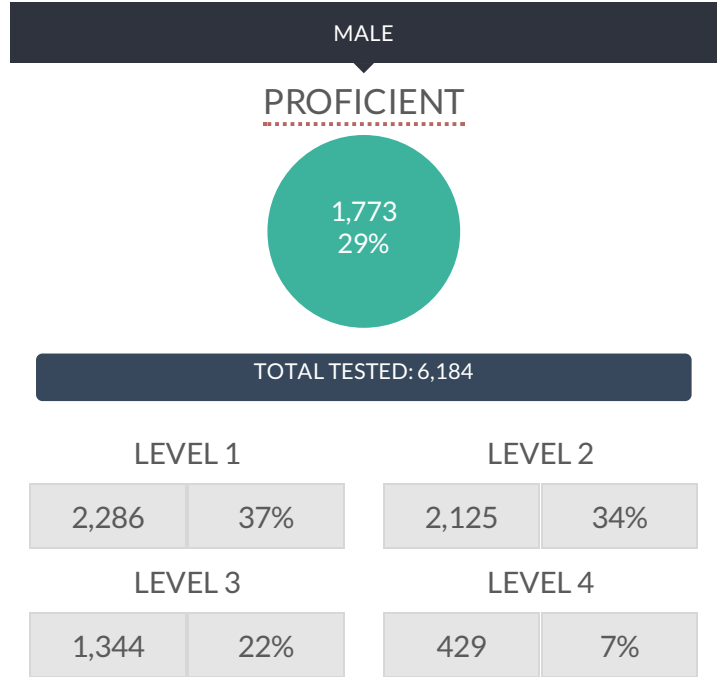 MALE
PROFICIENT
1,773
29%
TOTAL TESTED: 6,184
LEVEL 1 LEVEL 2
2,286 37% 2,125 34%
LEVEL 3 LEVEL 4
1,344 22% 429 7%